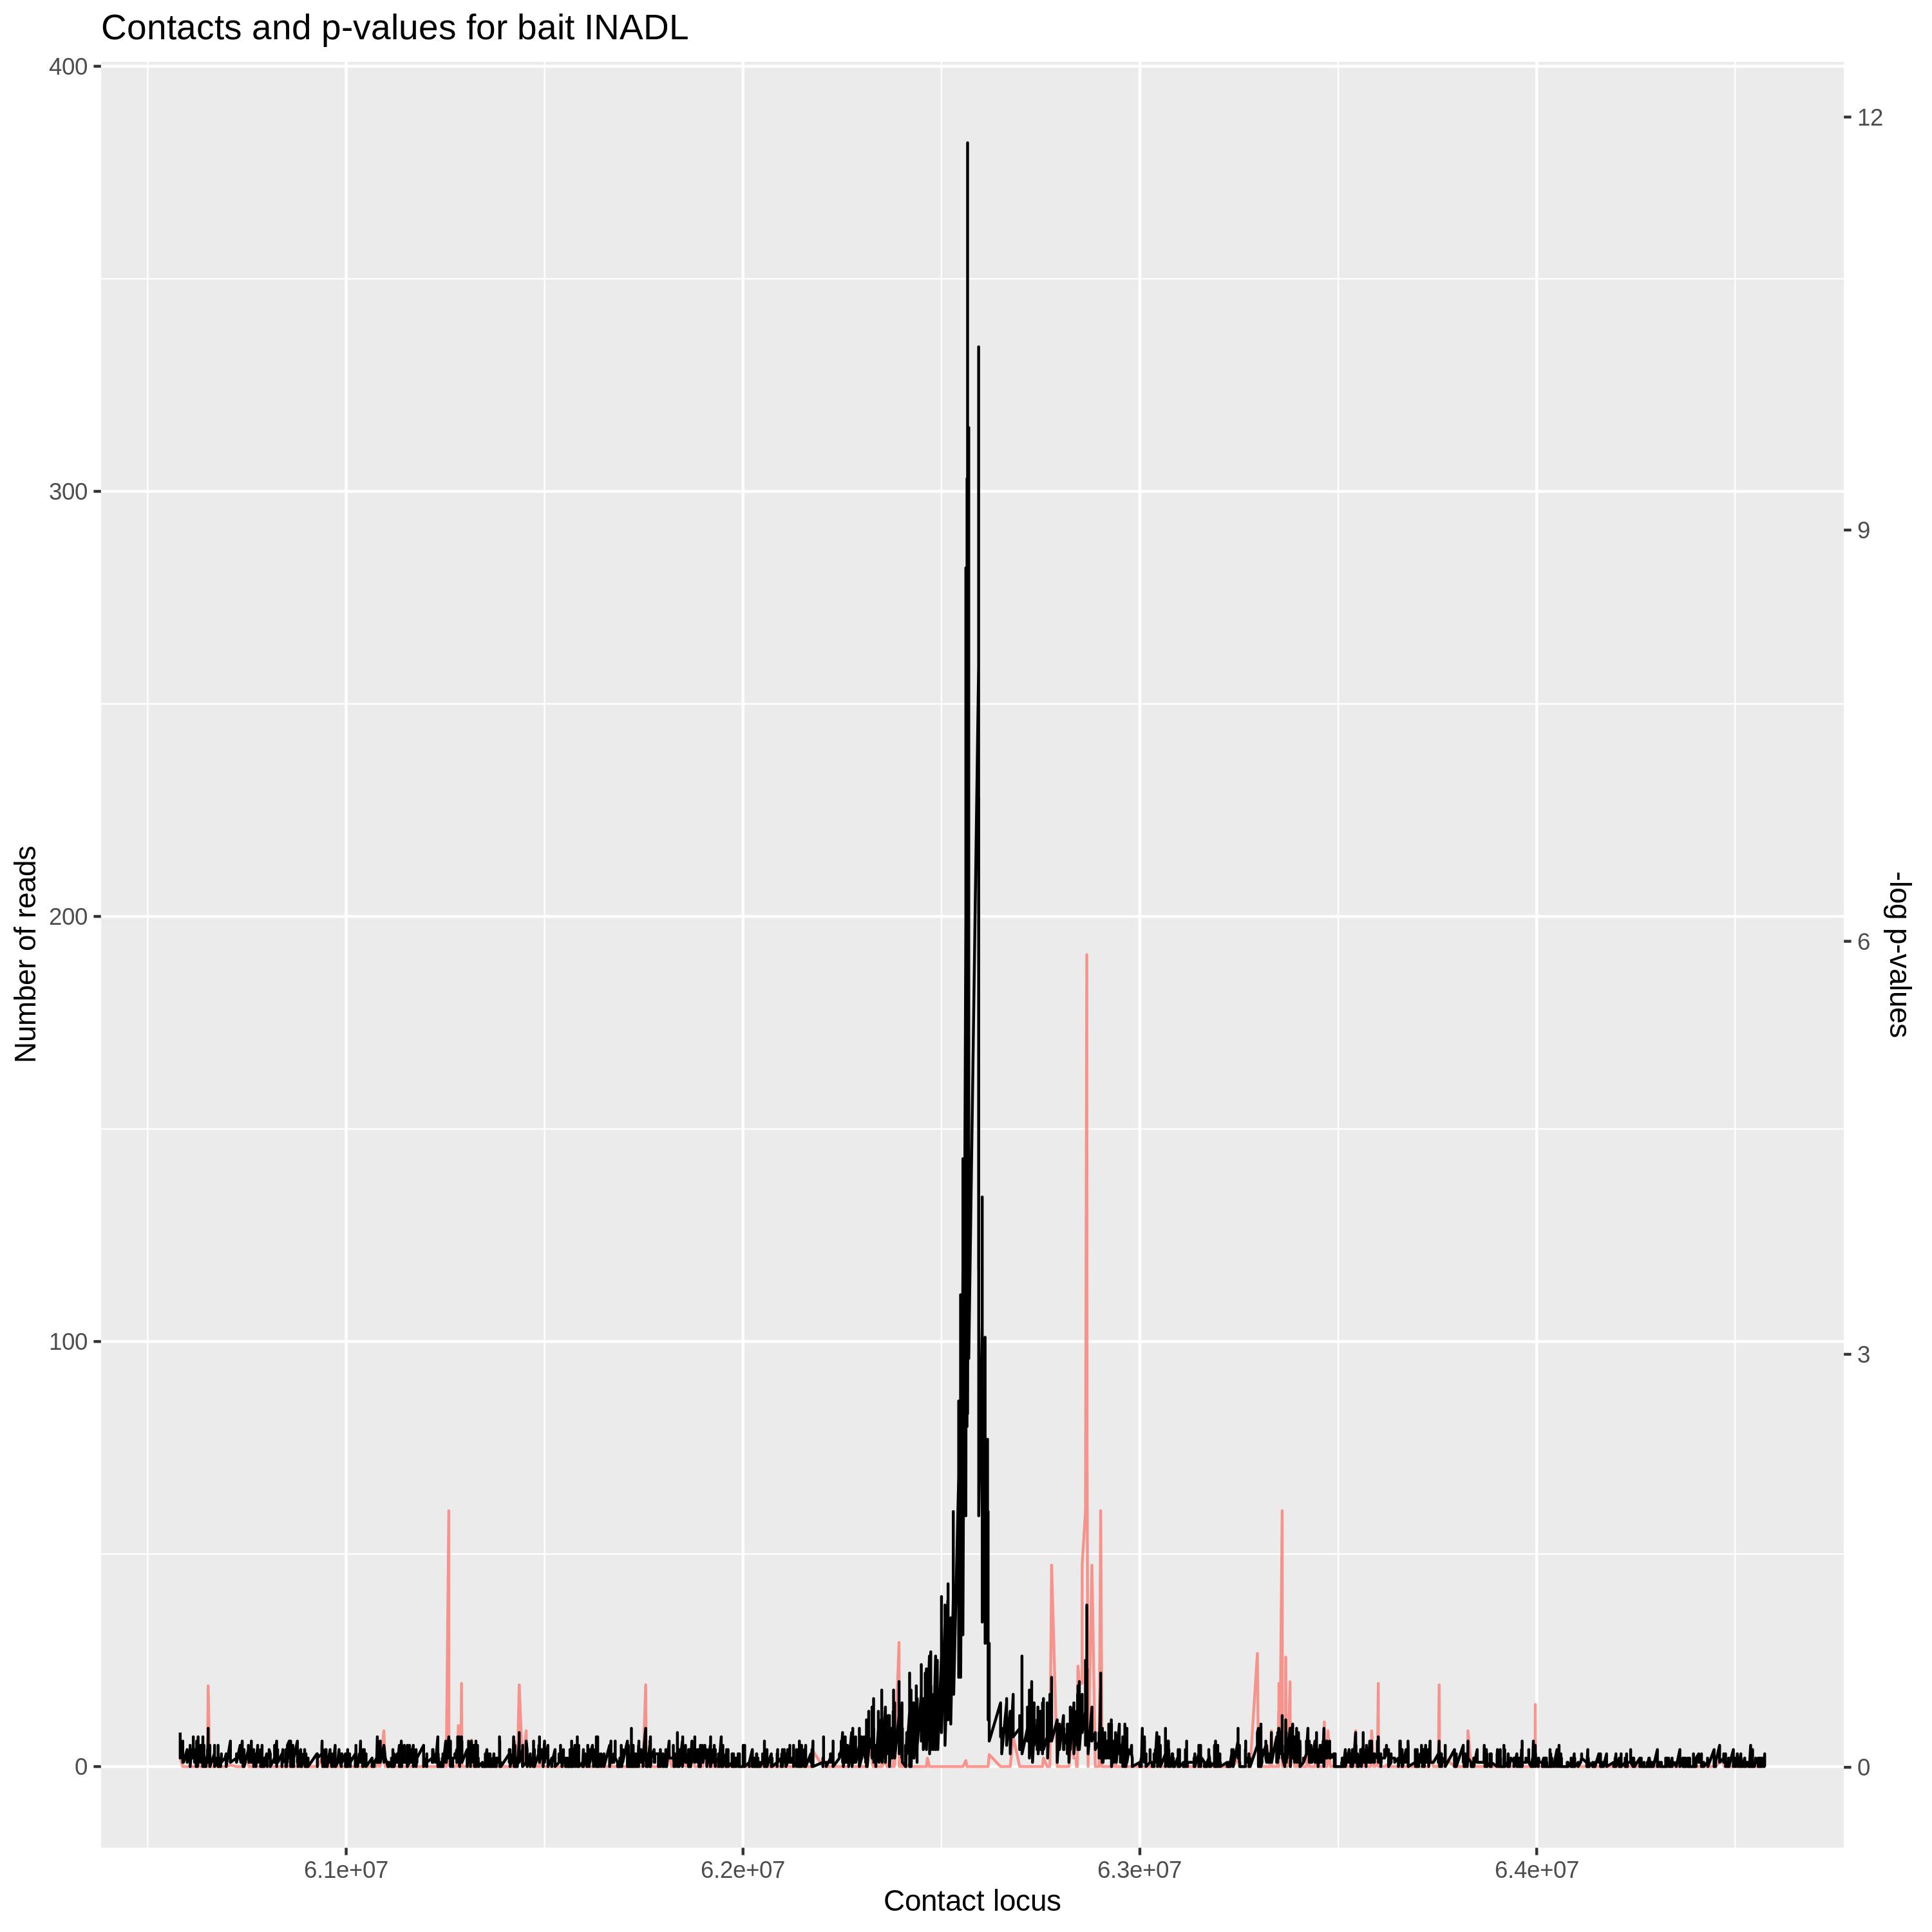 Contacts and p-values for bait INADL
400
300
200
100
0
Number of reads
12
9
6
3
0
-log p-values
6.1e+07
6.2e+07
6.3e+07
6.4e+07
Contact locus